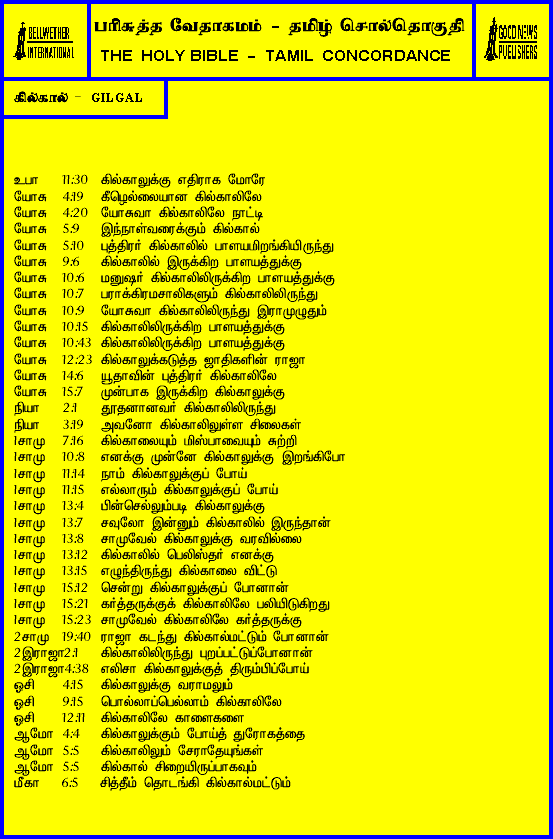 BELLWETHER
INTERNATIONAL
பரிசுத்த வேதாகமம் - தமிழ் சொல்தொகுதி
THE HOLY BIBLE - TAMIL CONCORDANCE
GOOD NEWS
PUBLISHERS
கில்கால் - GILGAL
உபா 11:30 கில்காலுக்கு எதிராக மோரே
யோசு 4:19 கீழெல்லையான கில்காலிலே
யோசு 4:20 யோசுவா கில்காலிலே நாட்டி
யோசு 5:9 இந்நாள்வரைக்கும் கில்கால்
யோசு 5:10 புத்திரர் கில்காலில் பாளயமிறங்கியிருந்து
யோசு 9:6 கில்காலில் இருக்கிற பாளயத்துக்கு
யோசு 10:6 மனுஷர் கில்காலிலிருக்கிற பாளயத்துக்கு
யோசு 10:7 பராக்கிரமசாலிகளும் கில்காலிலிருந்து
யோசு 10:9 யோசுவா கில்காலிலிருந்து இராமுழுதும்
யோசு 10:15 கில்காலிலிருக்கிற பாளயத்துக்கு
யோசு 10:43 கில்காலிலிருக்கிற பாளயத்துக்கு
யோசு 12:23 கில்காலுக்கடுத்த ஜாதிகளின் ராஜா
யோசு 14:6 யூதாவின் புத்திரர் கில்காலிலே
யோசு 15:7 முன்பாக இருக்கிற கில்காலுக்கு
நியா 2:1 தூதனானவர் கில்காலிலிருந்து
நியா 3:19 அவனோ கில்காலிலுள்ள சிலைகள்
1சாமு 7:16 கில்காலையும் மிஸ்பாவையும் சுற்றி
1சாமு 10:8 எனக்கு முன்னே கில்காலுக்கு இறங்கிபோ
1சாமு 11:14 நாம் கில்காலுக்குப் போய்
1சாமு 11:15 எல்லாரும் கில்காலுக்குப் போய்
1சாமு 13:4 பின்செல்லும்படி கில்காலுக்கு
1சாமு 13:7 சவுலோ இன்னும் கில்காலில் இருந்தான்
1சாமு 13:8 சாமுவேல் கில்காலுக்கு வரவில்லை
1சாமு 13:12 கில்காலில் பெலிஸ்தர் எனக்கு
1சாமு 13:15 எழுந்திருந்து கில்காலை விட்டு
1சாமு 15:12 சென்று கில்காலுக்குப் போனான்
1சாமு 15:21 கர்த்தருக்குக் கில்காலிலே பலியிடுகிறது
1சாமு 15:23 சாமுவேல் கில்காலிலே கர்த்தருக்கு
2சாமு 19:40 ராஜா கடந்து கில்கால்மட்டும் போனான்
2இராஜா2:1 கில்காலிலிருந்து புறப்பட்டுப்போனான்
2இராஜா4:38 எலிசா கில்காலுக்குத் திரும்பிப்போய்
ஓசி 4:15 கில்காலுக்கு வராமலும்
ஓசி 9:15 பொல்லாப்பெல்லாம் கில்காலிலே
ஓசி 12:11 கில்காலிலே காளைகளை
ஆமோ 4:4 கில்காலுக்கும் போய்த் துரோகத்தை
ஆமோ 5:5 கில்காலிலும் சேராதேயுங்கள்
ஆமோ 5:5 கில்கால் சிறையிருப்பாகவும்
மீகா 6:5 சித்தீம் தொடங்கி கில்கால்மட்டும்